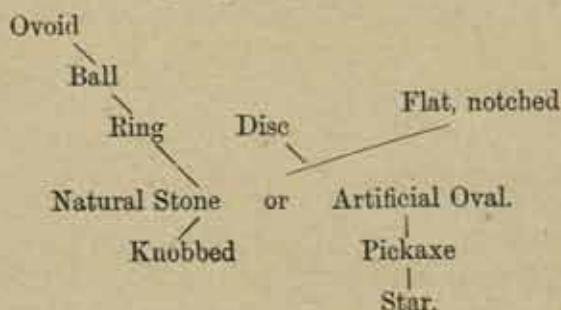 Ovoid
Ball
Flat, notched
Ring Disc
Natural Stone or Artificial Oval.
Knobbed Pickaxe
Star.